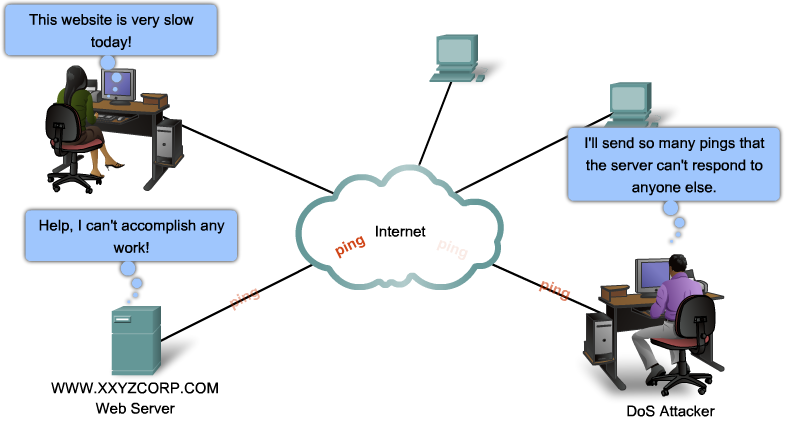 This website is very slow
today!
I'll send so many pings that
the server can't respond to
anyone else.
Help, I can't accomplish any
work!
Internet
ping
ping
ping
ping
WWW.XXYZCORP.COM
Web Server
DoS Attacker